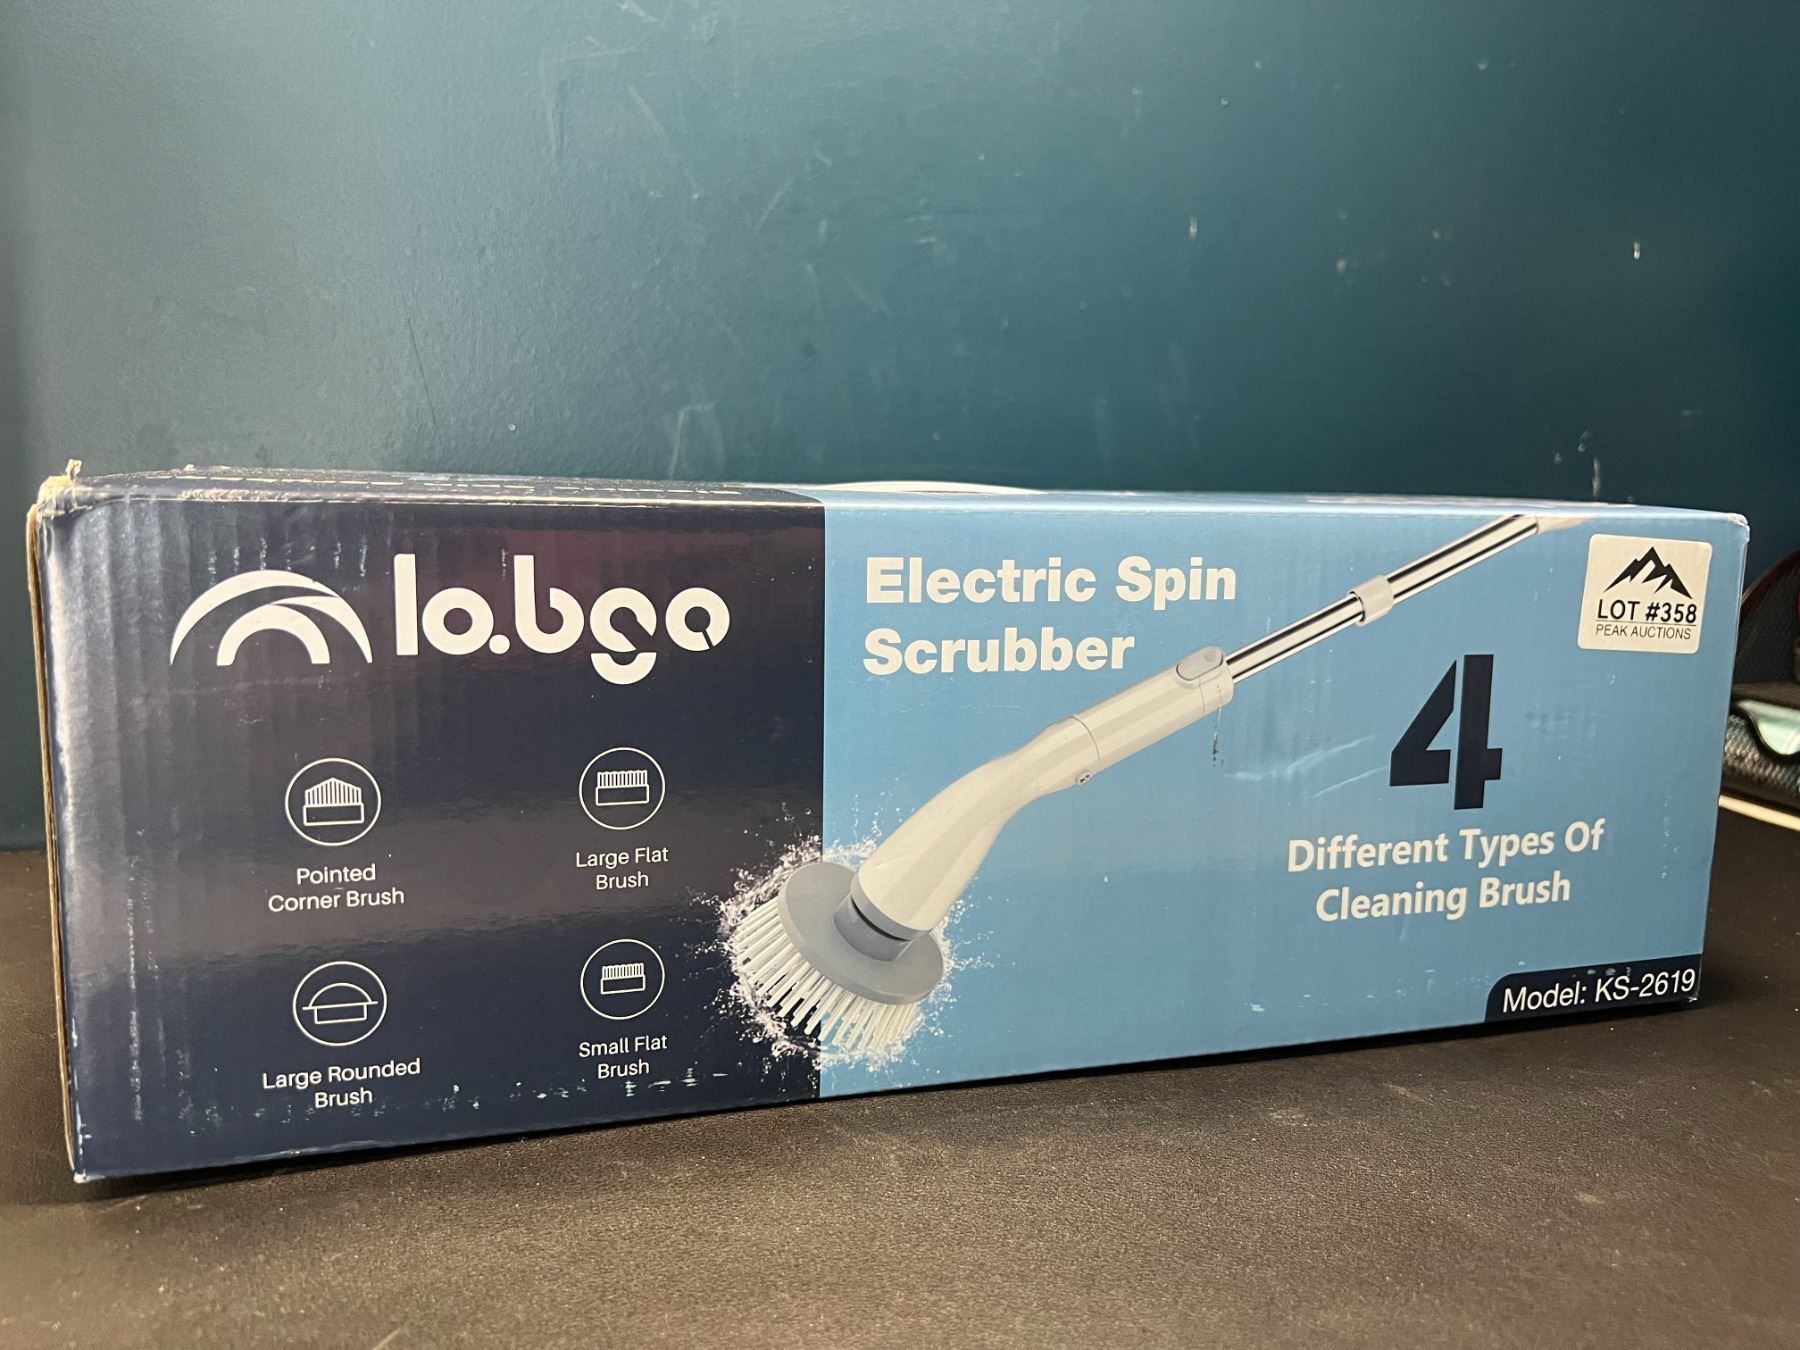 lo.bgo
Electric Spin
Scrubber
LOT #358
PEAK AUCTIONS
4
Different Types Of
Cleaning Brush
Pointed
Corner Brush
Large Flat
Brush
Large Rounded
Brush
Small Flat
Brush
Model: KS-2619